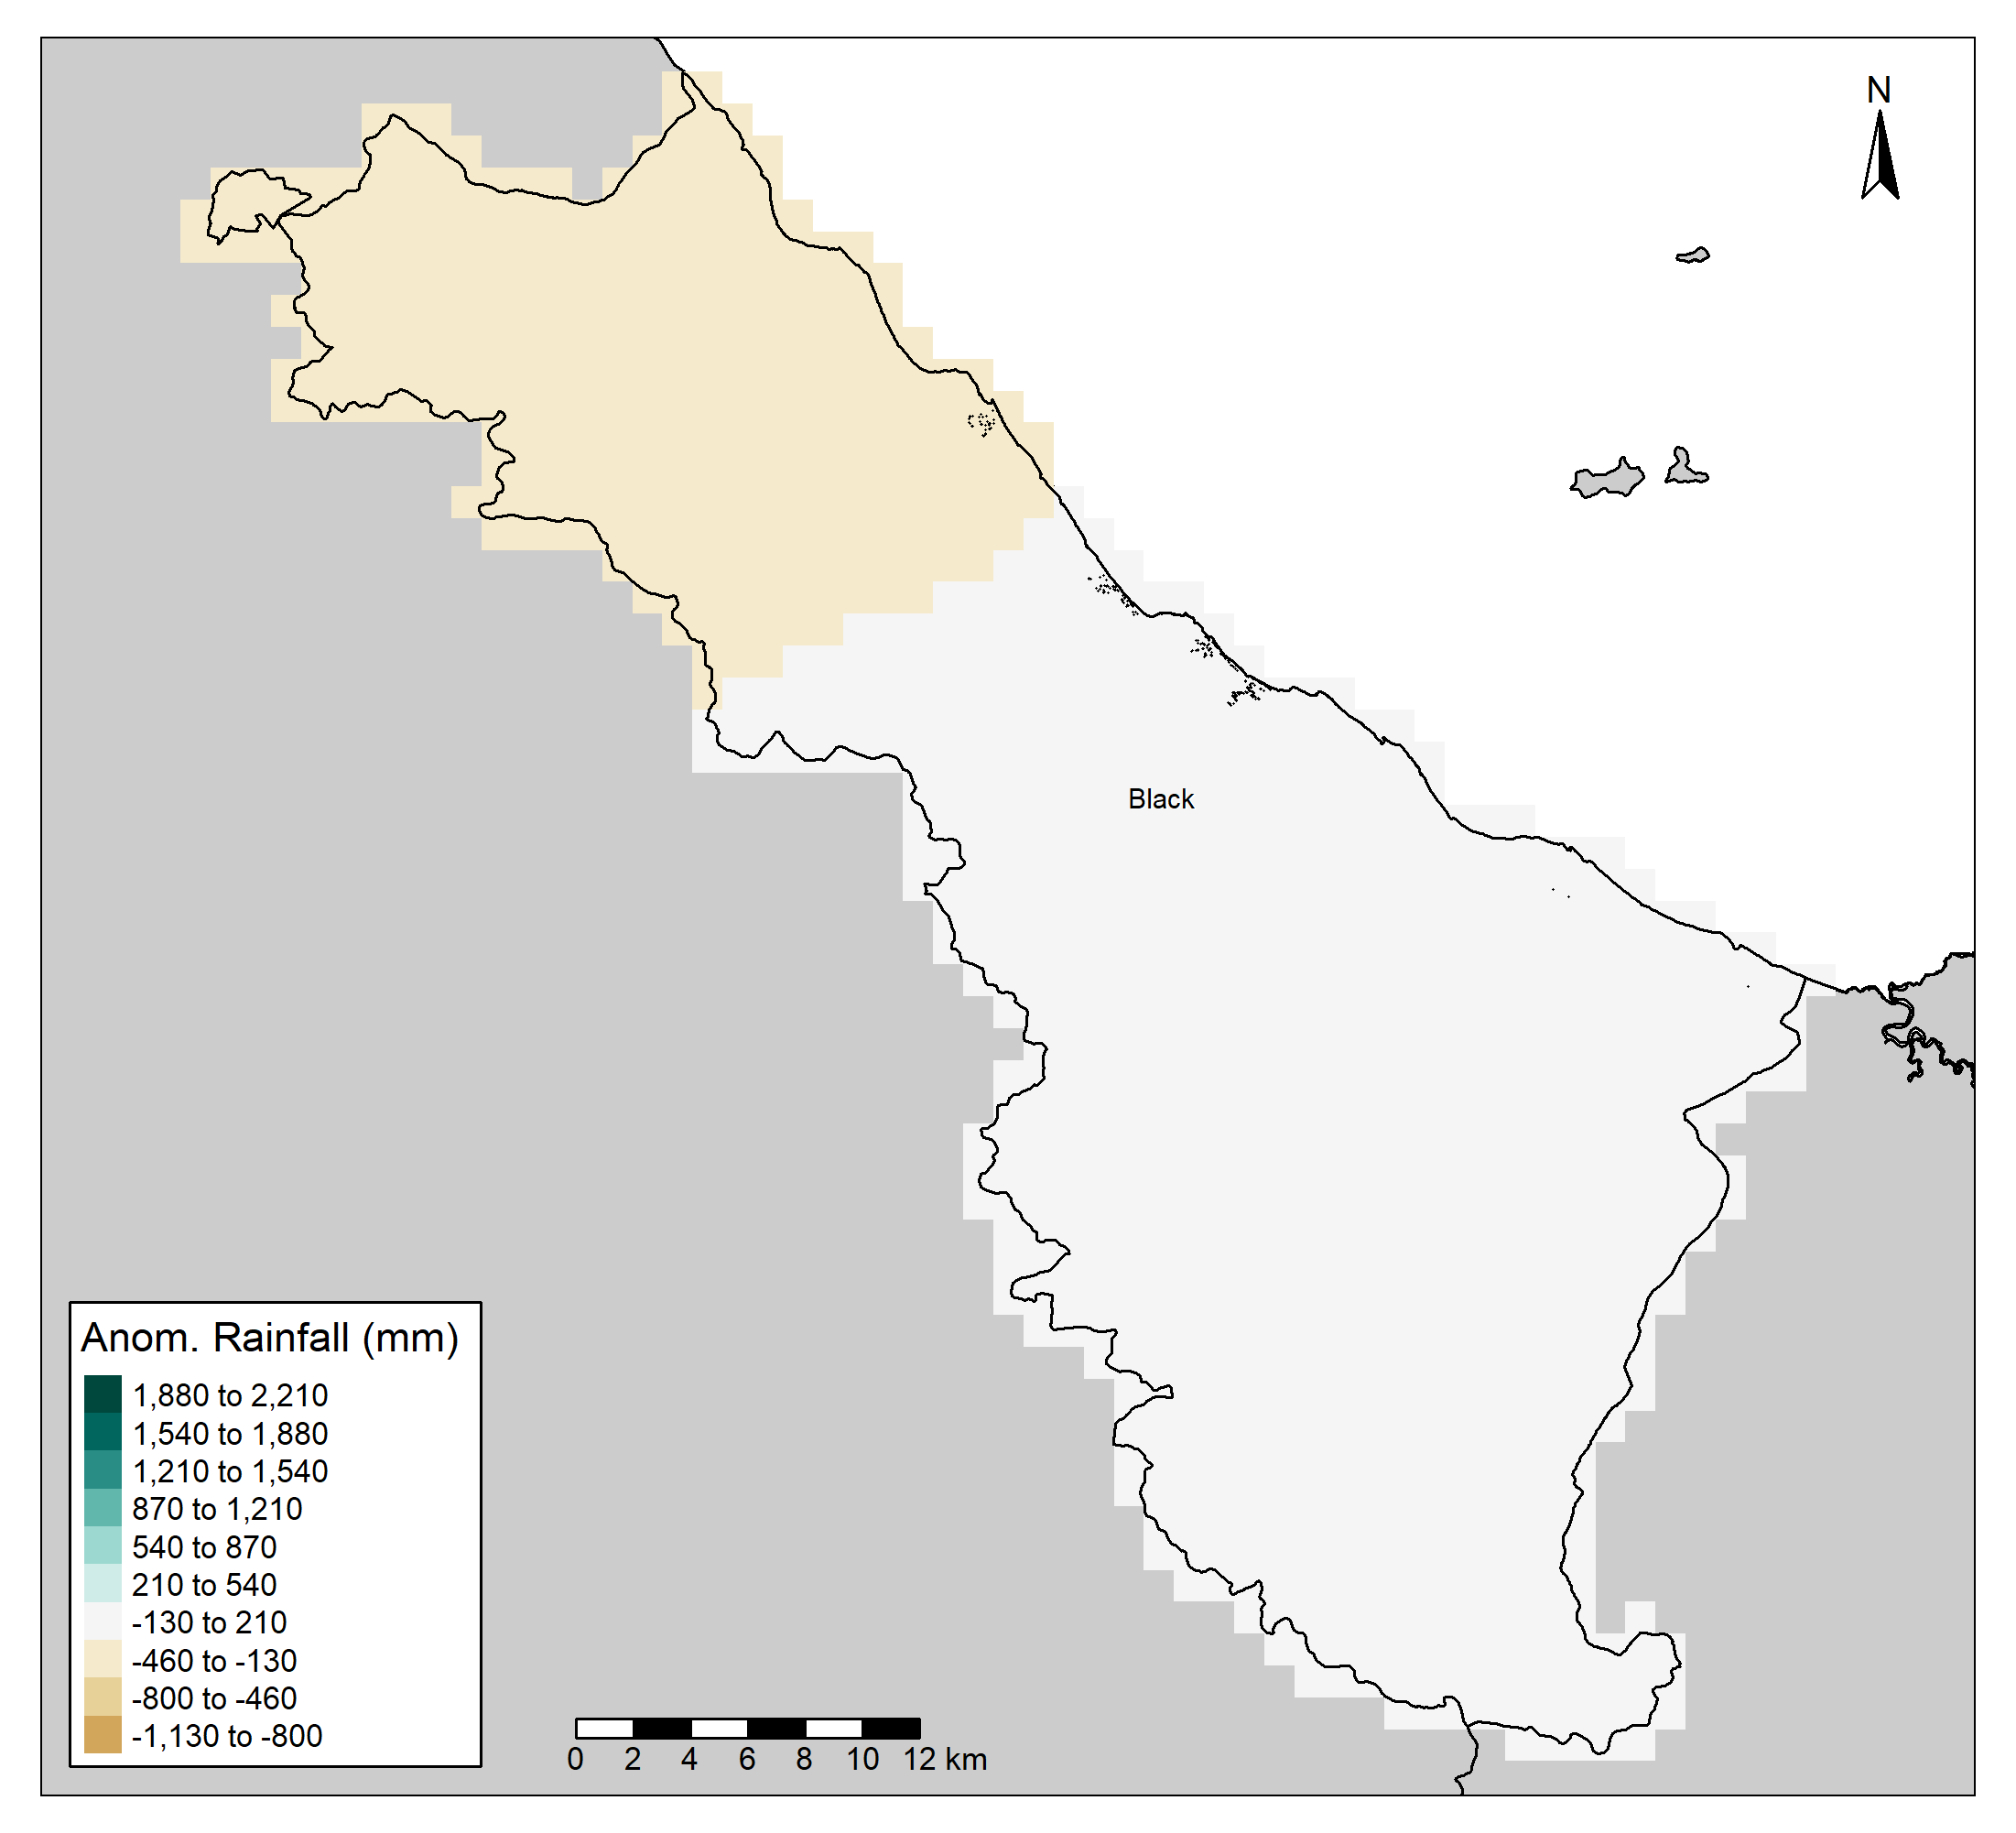 N
Black
Anom. Rainfall (mm)
1,880 to 2,210
1,540 to 1,880
1,210 to 1,540
870 to 1,210
540 to 870
210 to 540
-130 to 210
-460 to -130
-800 to -460
-1,130 to -800
0 2 4 6 8 10 12 km